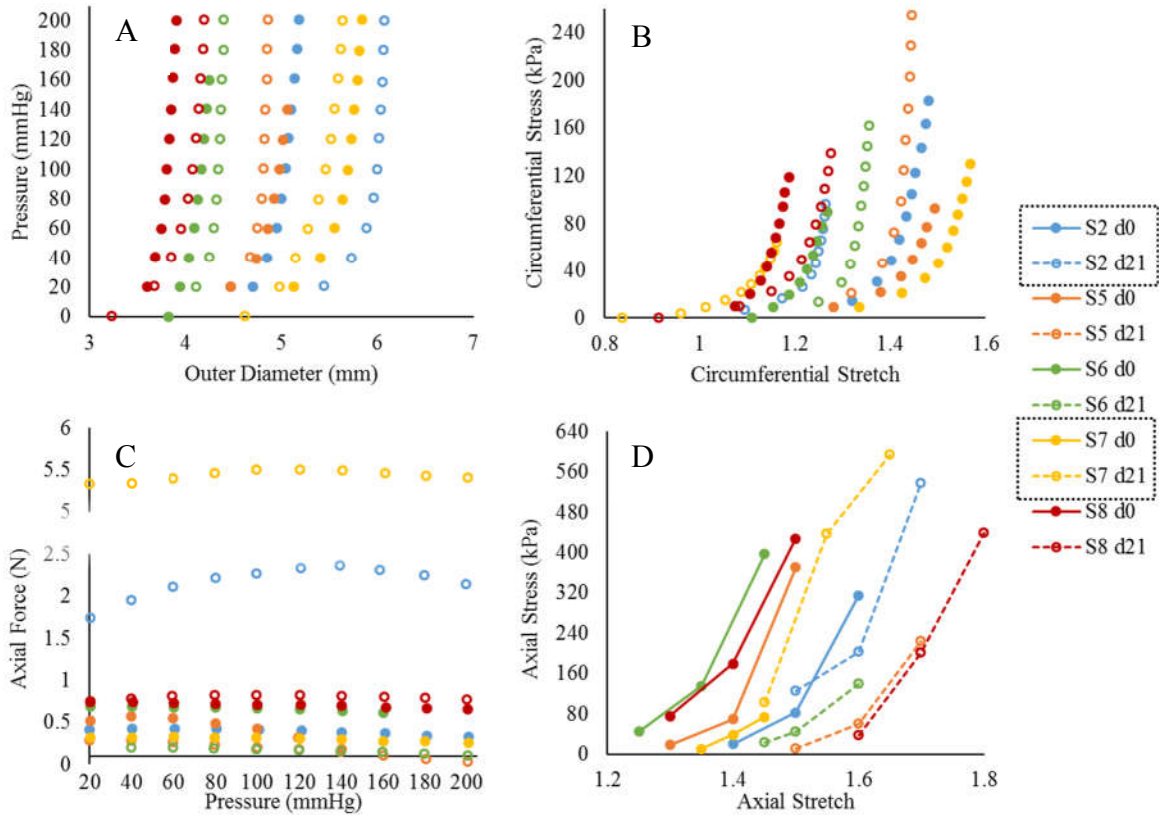 A
Pressure (mmHg)
200
180
160
140
120
100
80
60
40
20
0
3 4 5 6 7
Outer Diameter (mm)
B
Circumferential Stress (kPa)
240
200
160
120
80
40
0
0.8 1 1.2 1.4 1.6
Circumferential Stretch
S2 d0
S2 d21
S5 d0
S5 d21
S6 d0
S6 d21
S7 d0
S7 d21
S8 d0
S8 d21
C
Axial Force (N)
6
5.5
5
2.5
2
1.5
1
0.5
0
20 40 60 80 100 120 140 160 180 200
Pressure (mmHg)
D
Axial Stress (kPa)
640
560
480
400
320
240
160
80
0
1.2 1.4 1.6 1.8
Axial Stretch